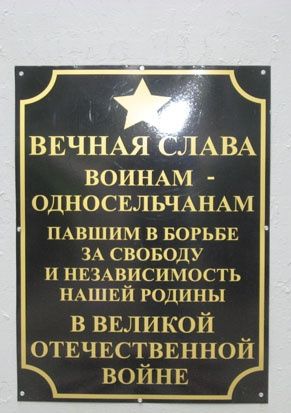 ВЕЧНАЯ СЛАВА
ВОИНАМ -
ОДНОСЕЛЬЧАНАМ
ПАВШИМ В БОРЬБЕ
ЗА СВОБОДУ
И НЕЗАВИСИМОСТЬ
НАШЕЙ РОДИНЫ
В ВЕЛИКОЙ
ОТЕЧЕСТВЕННОЙ
ВОЙНЕ